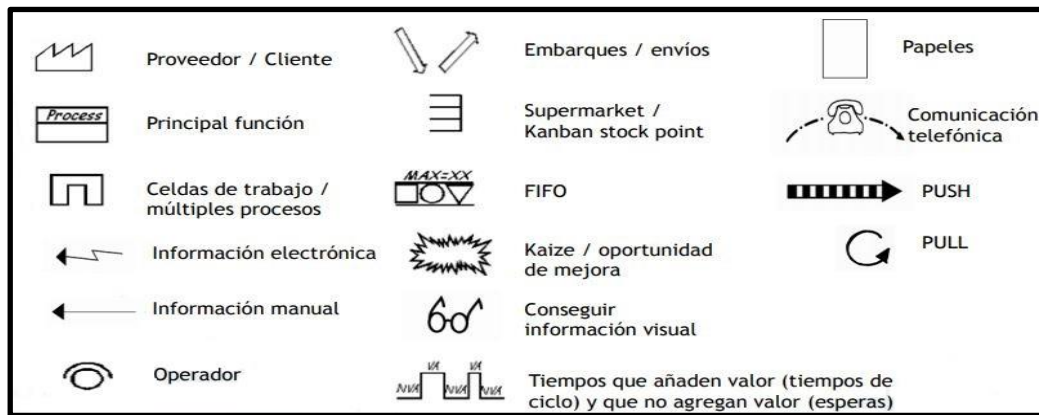 Proveedor / Cliente
Embarques / envíos
Papeles
Process
Principal función
Supermarket /
Kanban stock point
Comunicación
telefónica
Celdas de trabajo /
múltiples procesos
MAX=XX
FIFO
PUSH
Información electrónica
Kaize / oportunidad
de mejora
PULL
Información manual
Conseguir
información visual
Operador
VA VA
NVA NVA NVA
Tiempos que añaden valor (tiempos de
ciclo) y que no agregan valor (esperas)